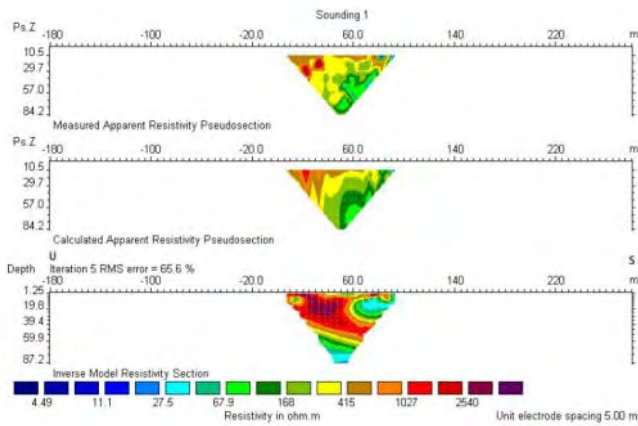 Sounding 1
Ps.Z -180 -100 -20.0 60.0 140 220 m
10.5
29.7
57.0
84.2
Measured Apparent Resistivity Pseudosection
Ps.Z -180 -100 -20.0 60.0 140 220 m
10.5
29.7
57.0
84.2
Calculated Apparent Resistivity Pseudosection
U S
Depth Iteration 5 RMS error = 65.6 %
-180 -100 -20.0 60.0 140 220 m
1.25
19.8
39.4
59.9
87.2
Inverse Model Resistivity Section
4.49 11.1 27.5 67.9 168 415 1027 2540
Resistivity in ohm.m Unit electrode spacing 5.00 m